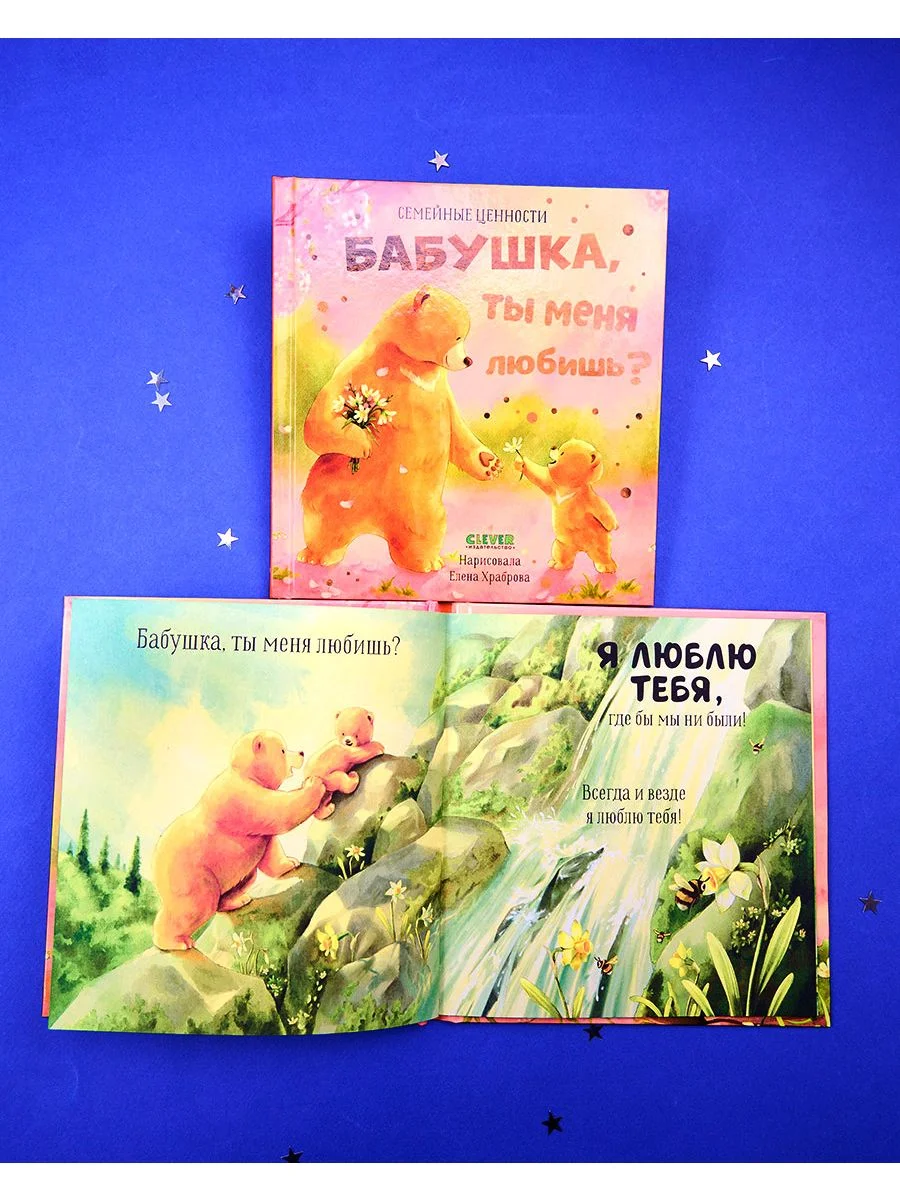 СЕМЕЙНЫЕ ЦЕННОСТИ
БАБУШКА,
ТЫ МЕНЯ
ЛЮБИШЬ?
CLEVER
•ИЗДАТЕЛЬСТВО•
Нарисовала
Елена Храброва
Бабушка, ты меня любишь?
Я ЛЮБЛЮ
ТЕБЯ,
где бы мы ни были!
Всегда и везде
я люблю тебя!